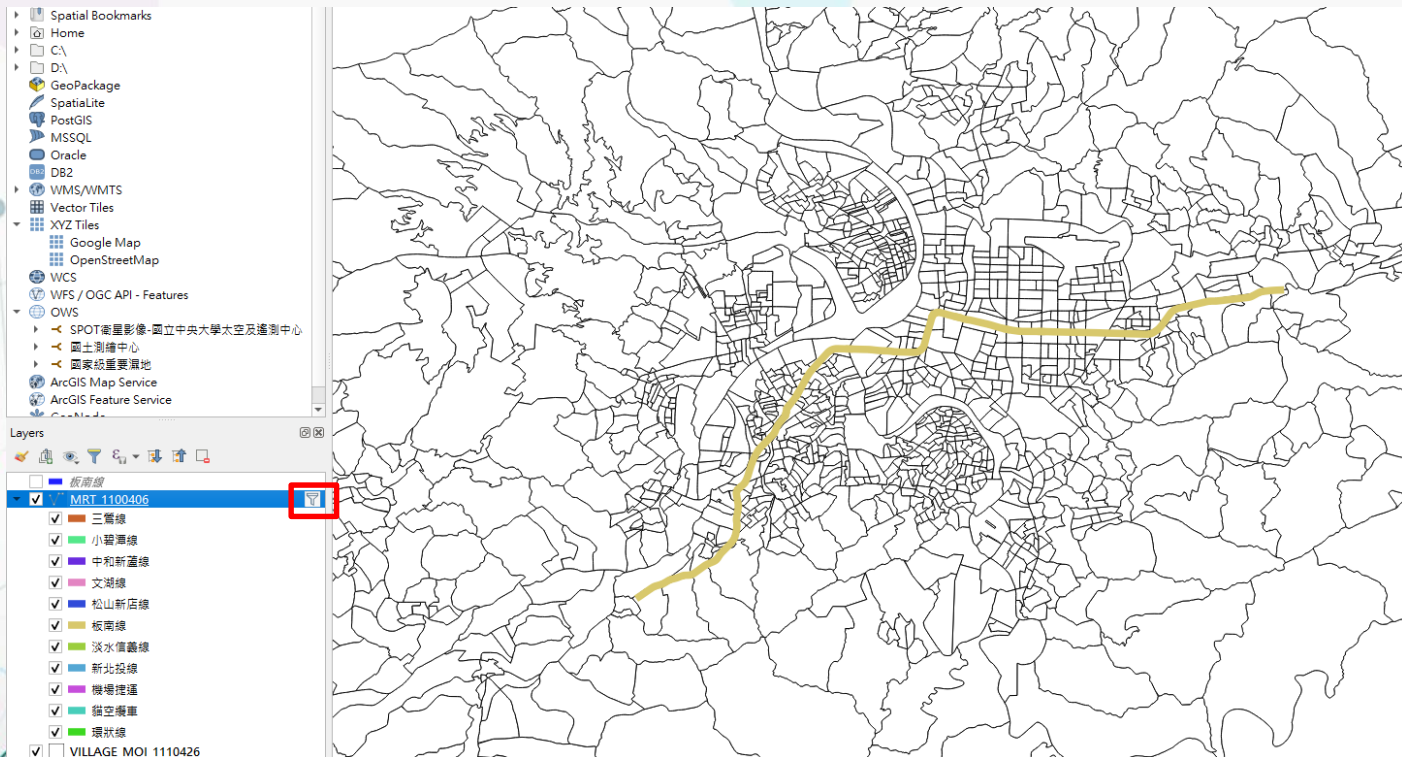 Spatial Bookmarks
Home
C:\
D:\
GeoPackage
SpatiaLite
PostGIS
MSSQL
Oracle
DB2
WMS/WMTS
Vector Tiles
XYZ Tiles
Google Map
OpenStreetMap
WCS
WFS / OGC API - Features
OWS
SPOT衛星影像-國立中央大學太空及遙測中心
國土測繪中心
國家級重要濕地
ArcGIS Map Service
ArcGIS Feature Service
GeoNode
Layers
板南線
MRT_1100406
三鶯線
小碧潭線
中和新蘆線
文湖線
松山新店線
板南線
淡水信義線
新北投線
機場捷運
貓空纜車
環狀線
VILLAGE_MOI_1110426